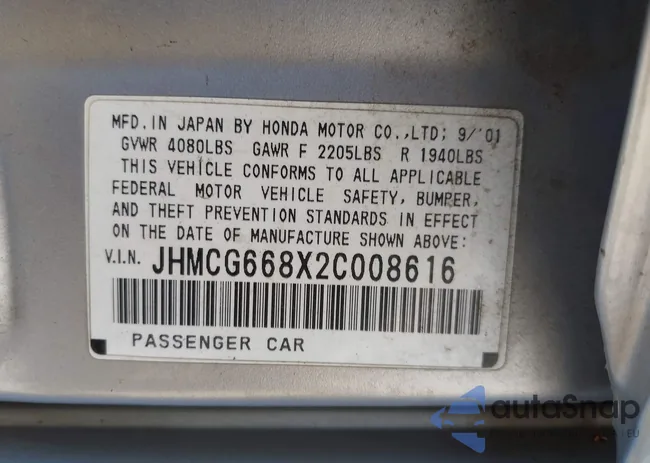 MFD. IN JAPAN BY HONDA MOTOR CO.,LTD; 9/'01
GVWR 4080LBS GAWR F 2205LBS R 1940LBS
THIS VEHICLE CONFORMS TO ALL APPLICABLE
FEDERAL MOTOR VEHICLE SAFETY, BUMPER,
AND THEFT PREVENTION STANDARDS IN EFFECT
ON THE DATE OF MANUFACTURE SHOWN ABOVE:
V.I.N. JHMCG668X2C008616
PASSENGER CAR
autoSnap